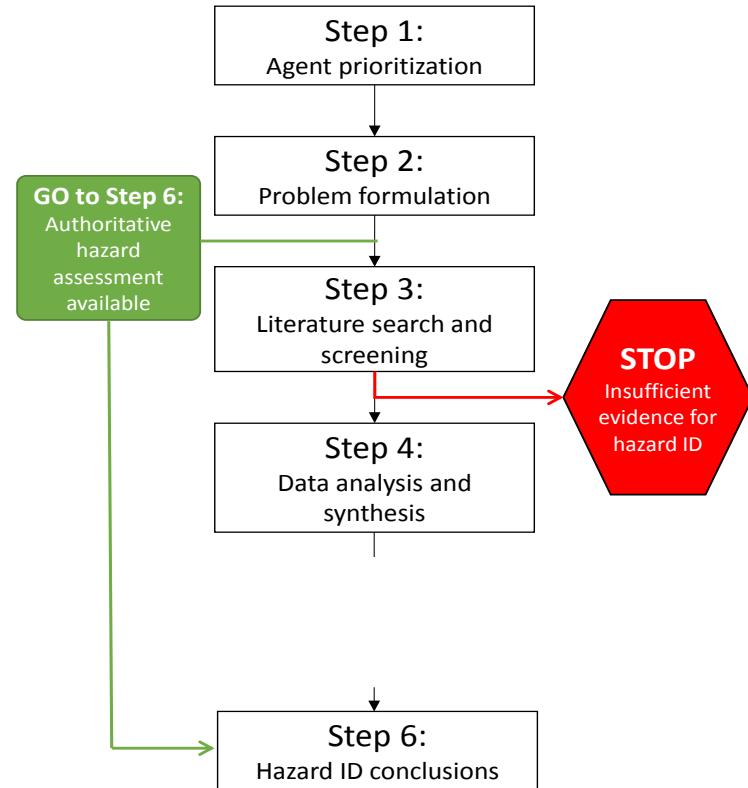 Step 1:
Agent prioritization
Step 2:
Problem formulation
GO to Step 6:
Authoritative
hazard
assessment
available
Step 3:
Literature search and
screening
STOP
Insufficient
evidence for
hazard ID
Step 4:
Data analysis and
synthesis
Step 6:
Hazard ID conclusions